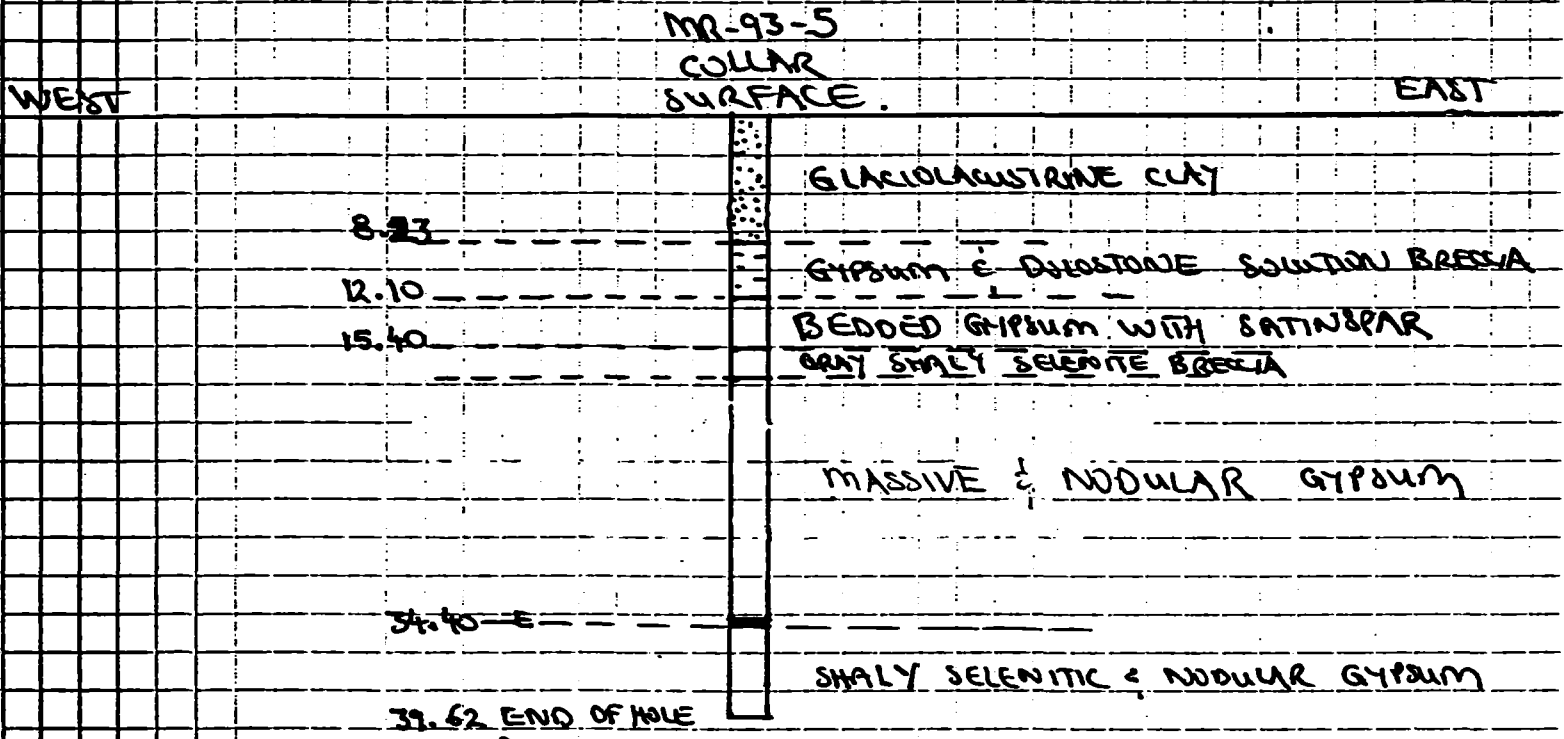 MR-93-5
COLLAR
WEST SURFACE. EAST
GLACIOLACUSTRINE CLAY
8.23
GYPSUM & DOLOSTONE SOLUTION BRECCIA
12.10
BEDDED GYPSUM WITH SATINSPAR
15.40
GRAY SHALY SELENITE BRECCIA
MASSIVE & NODULAR GYPSUM
34.40
SHALY SELENITIC & NODULAR GYPSUM
39.62 END OF HOLE